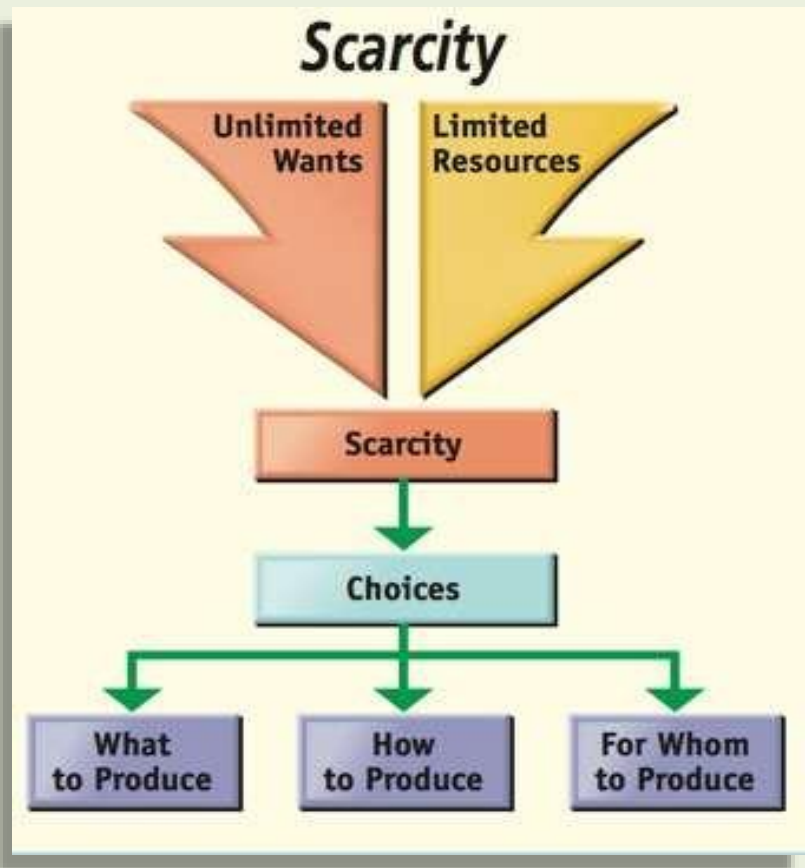 Scarcity
Unlimited
Wants
Limited
Resources
Scarcity
Choices
What
to Produce
How
to Produce
For Whom
to Produce